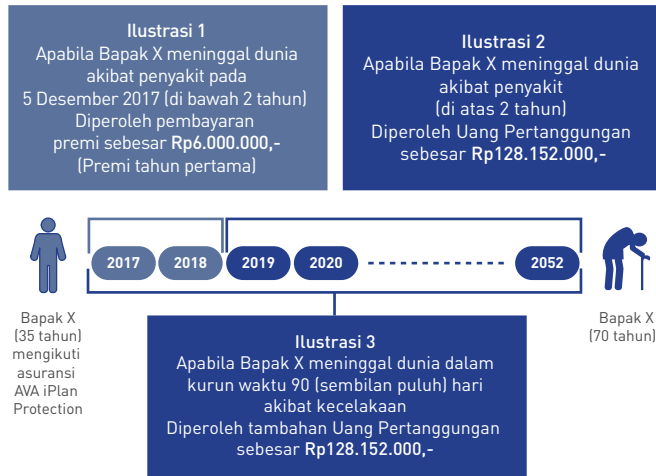 Ilustrasi 1
Apabila Bapak X meninggal dunia
akibat penyakit pada
5 Desember 2017 (di bawah 2 tahun)
Diperoleh pembayaran
premi sebesar Rp6.000.000,-
(Premi tahun pertama)
Ilustrasi 2
Apabila Bapak X meninggal dunia
akibat penyakit
(di atas 2 tahun)
Diperoleh Uang Pertanggungan
sebesar Rp128.152.000,-
2017 2018 2019 2020 2052
Bapak X
(35 tahun)
mengikuti
asuransi
AVA iPlan
Protection
Bapak X
(70 tahun)
Ilustrasi 3
Apabila Bapak X meninggal dunia dalam
kurun waktu 90 (sembilan puluh) hari
akibat kecelakaan
Diperoleh tambahan Uang Pertanggungan
sebesar Rp128.152.000,-